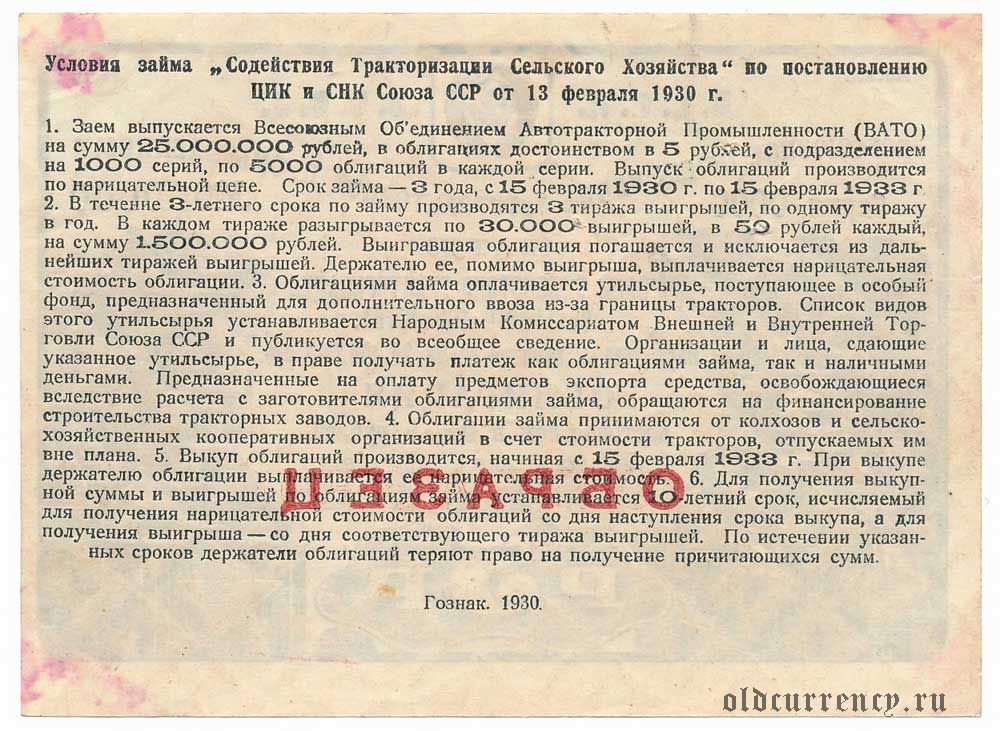 Условия займа „Содействия Тракторизации Сельского Хозяйства“ по постановлению
ЦИК и СНК Союза ССР от 13 февраля 1930 г.
1. Заем выпускается Всесоюзным Об'единением Автотракторной Промышленности (ВАТО)
на сумму 25.000.000 рублей, в облигациях достоинством в 5 рублей, с подразделением
на 1000 серий, по 5000 облигаций в каждой серии. Выпуск облигаций производится
по нарицательной цене. Срок займа — 3 года, с 15 февраля 1930 г. по 15 февраля 1933 г
2. В течение 3-летнего срока по займу производятся 3 тиража выигрышей, по одному тиражу
в год. В каждом тираже разыгрывается по 30.000 выигрышей, в 50 рублей каждый,
на сумму 1.500.000 рублей. Выигравшая облигация погашается и исключается из даль-
нейших тиражей выигрышей. Держателю ее, помимо выигрыша, выплачивается нарицательная
стоимость облигации. 3. Облигациями займа оплачивается утильсырье, поступающее в особый
фонд, предназначенный для дополнительного ввоза из-за границы тракторов. Список видов
этого утильсырья устанавливается Народным Комиссариатом Внешней и Внутренней Тор-
говли Союза ССР и публикуется во всеобщее сведение. Организации и лица, сдающие
указанное утильсырье, в праве получать платеж как облигациями займа, так и наличными
деньгами. Предназначенные на оплату предметов экспорта средства, освобождающиеся
вследствие расчета с заготовителями облигациями займа, обращаются на финансирование
строительства тракторных заводов. 4. Облигации займа принимаются от колхозов и сельско-
хозяйственных кооперативных организаций в счет стоимости тракторов, отпускаемых им
вне плана. 5. Выкуп облигаций производится, начиная с 15 февраля 1933 г. При выкупе
держателю облигации выплачивается ее нарицательная стоимость. 6. Для получения выкуп-
ной суммы и выигрышей по облигациям займа устанавливается 10-летний срок, исчисляемый
для получения нарицательной стоимости облигаций со дня наступления срока выкупа, а для
получения выигрыша — со дня соответствующего тиража выигрышей. По истечении указан-
ных сроков держатели облигаций теряют право на получение причитающихся сумм.
ОБРАЗЕЦ
Гознак. 1930.
oldcurrency.ru